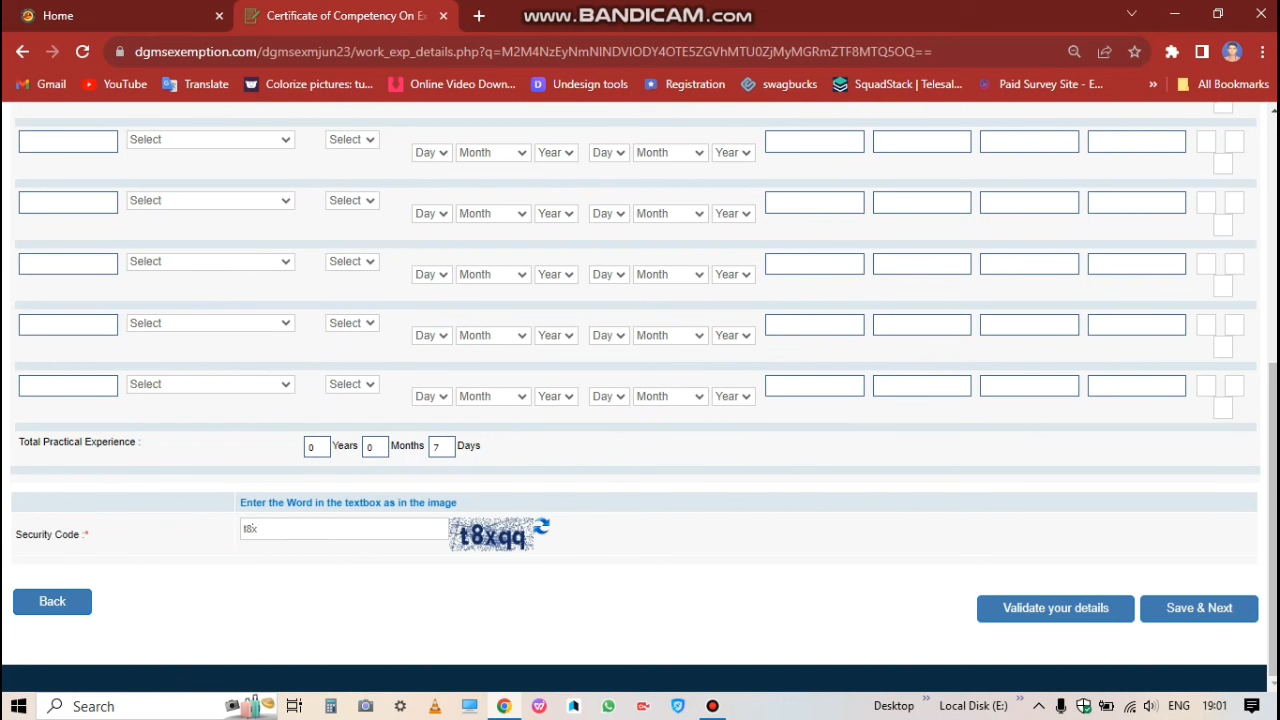 www.BANDICAM.com
Home
Certificate of Competency On Ex
dgmsexemption.com/dgmsexmjun23/work_exp_details.php?q=M2M4NzEyNmNINDVIODY4OTE5ZGVhMTU0ZjMyMGRmZTF8MTQ5OQ==
Gmail YouTube Translate Colorize pictures: tu... Online Video Down... Undesign tools Registration swagbucks SquadStack | Telesal... Paid Survey Site - E... » All Bookmarks
Select Select Day Month Year Day Month Year
Select Select Day Month Year Day Month Year
Select Select Day Month Year Day Month Year
Select Select Day Month Year Day Month Year
Select Select Day Month Year Day Month Year
Total Practical Experience : 0 Years 0 Months 7 Days
Enter the Word in the textbox as in the image
Security Code :* t8x t8xqq
Back Validate your details Save & Next
Search Desktop » Local Disk (E:) » ENG 19:01